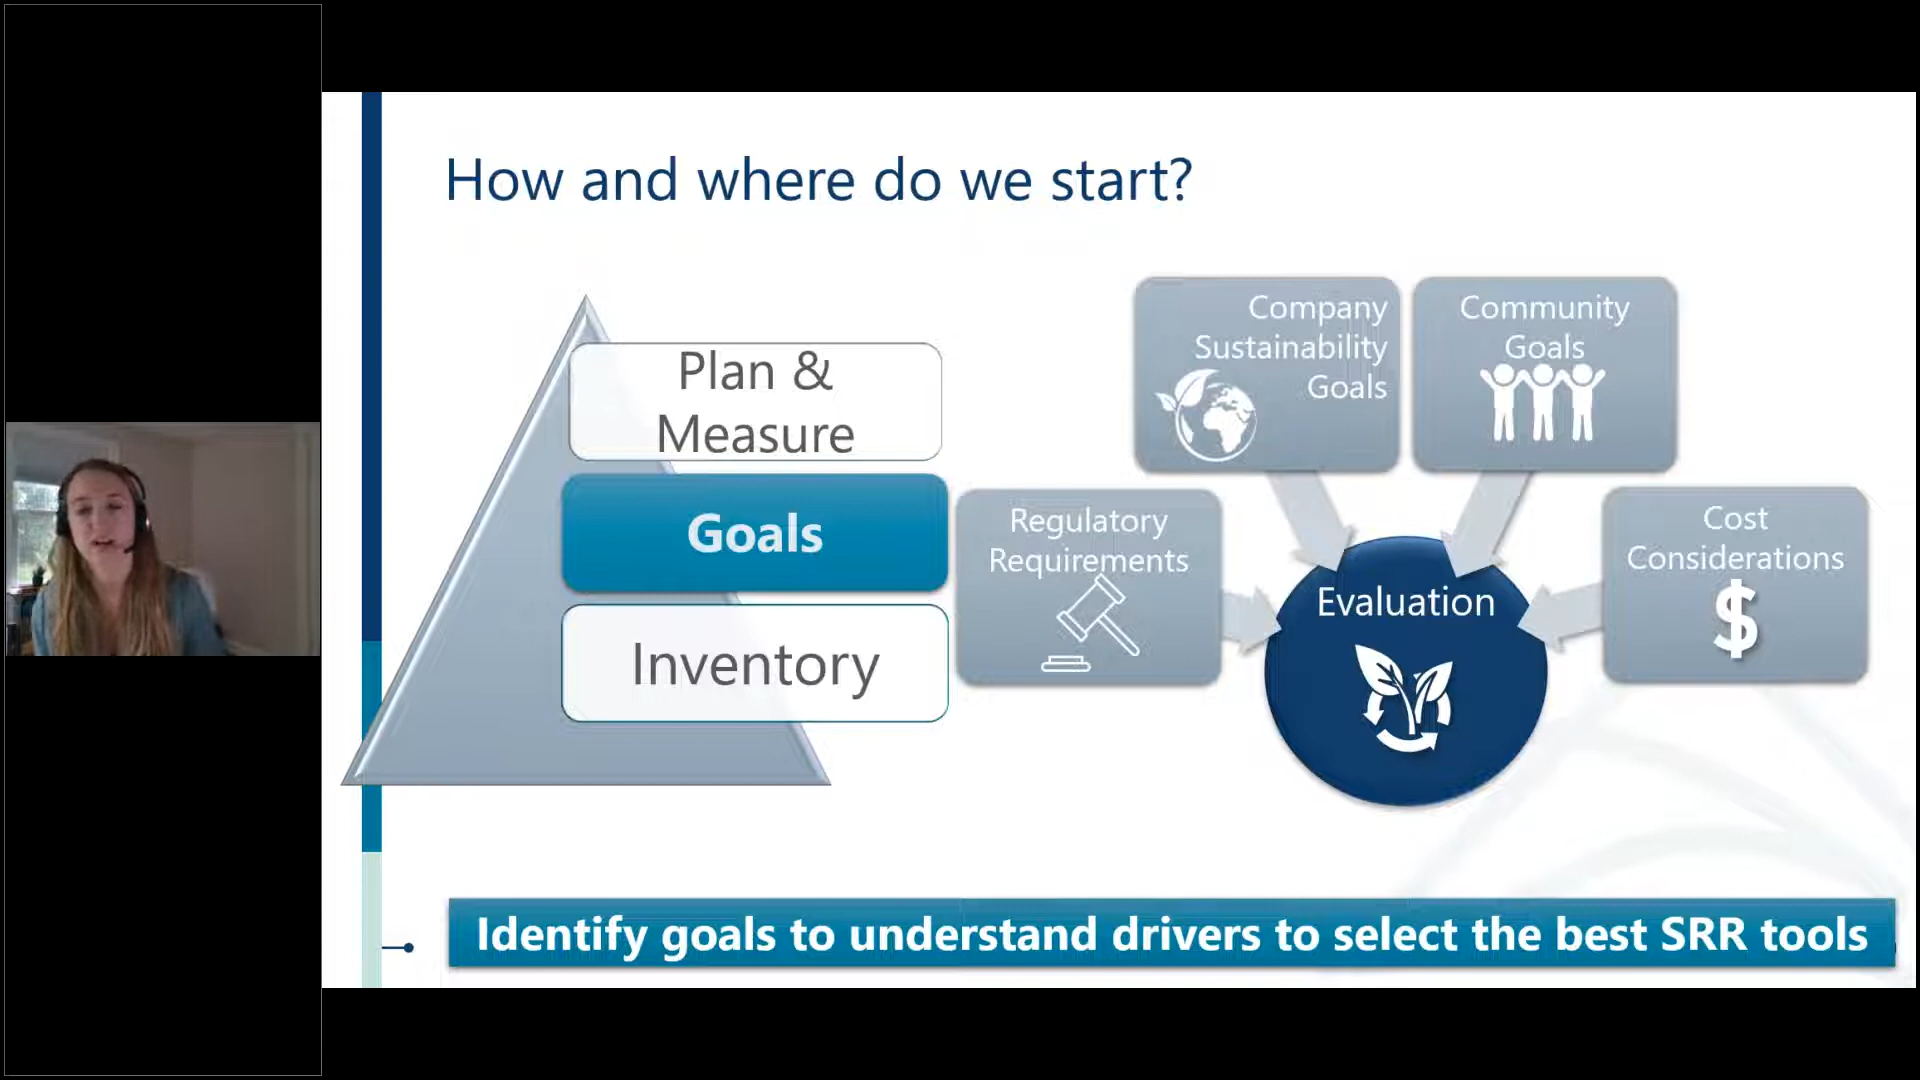 How and where do we start?
Plan &
Measure
Goals
Inventory
Company
Sustainability
Goals
Community
Goals
Regulatory
Requirements
Cost
Considerations
$
Evaluation
Identify goals to understand drivers to select the best SRR tools